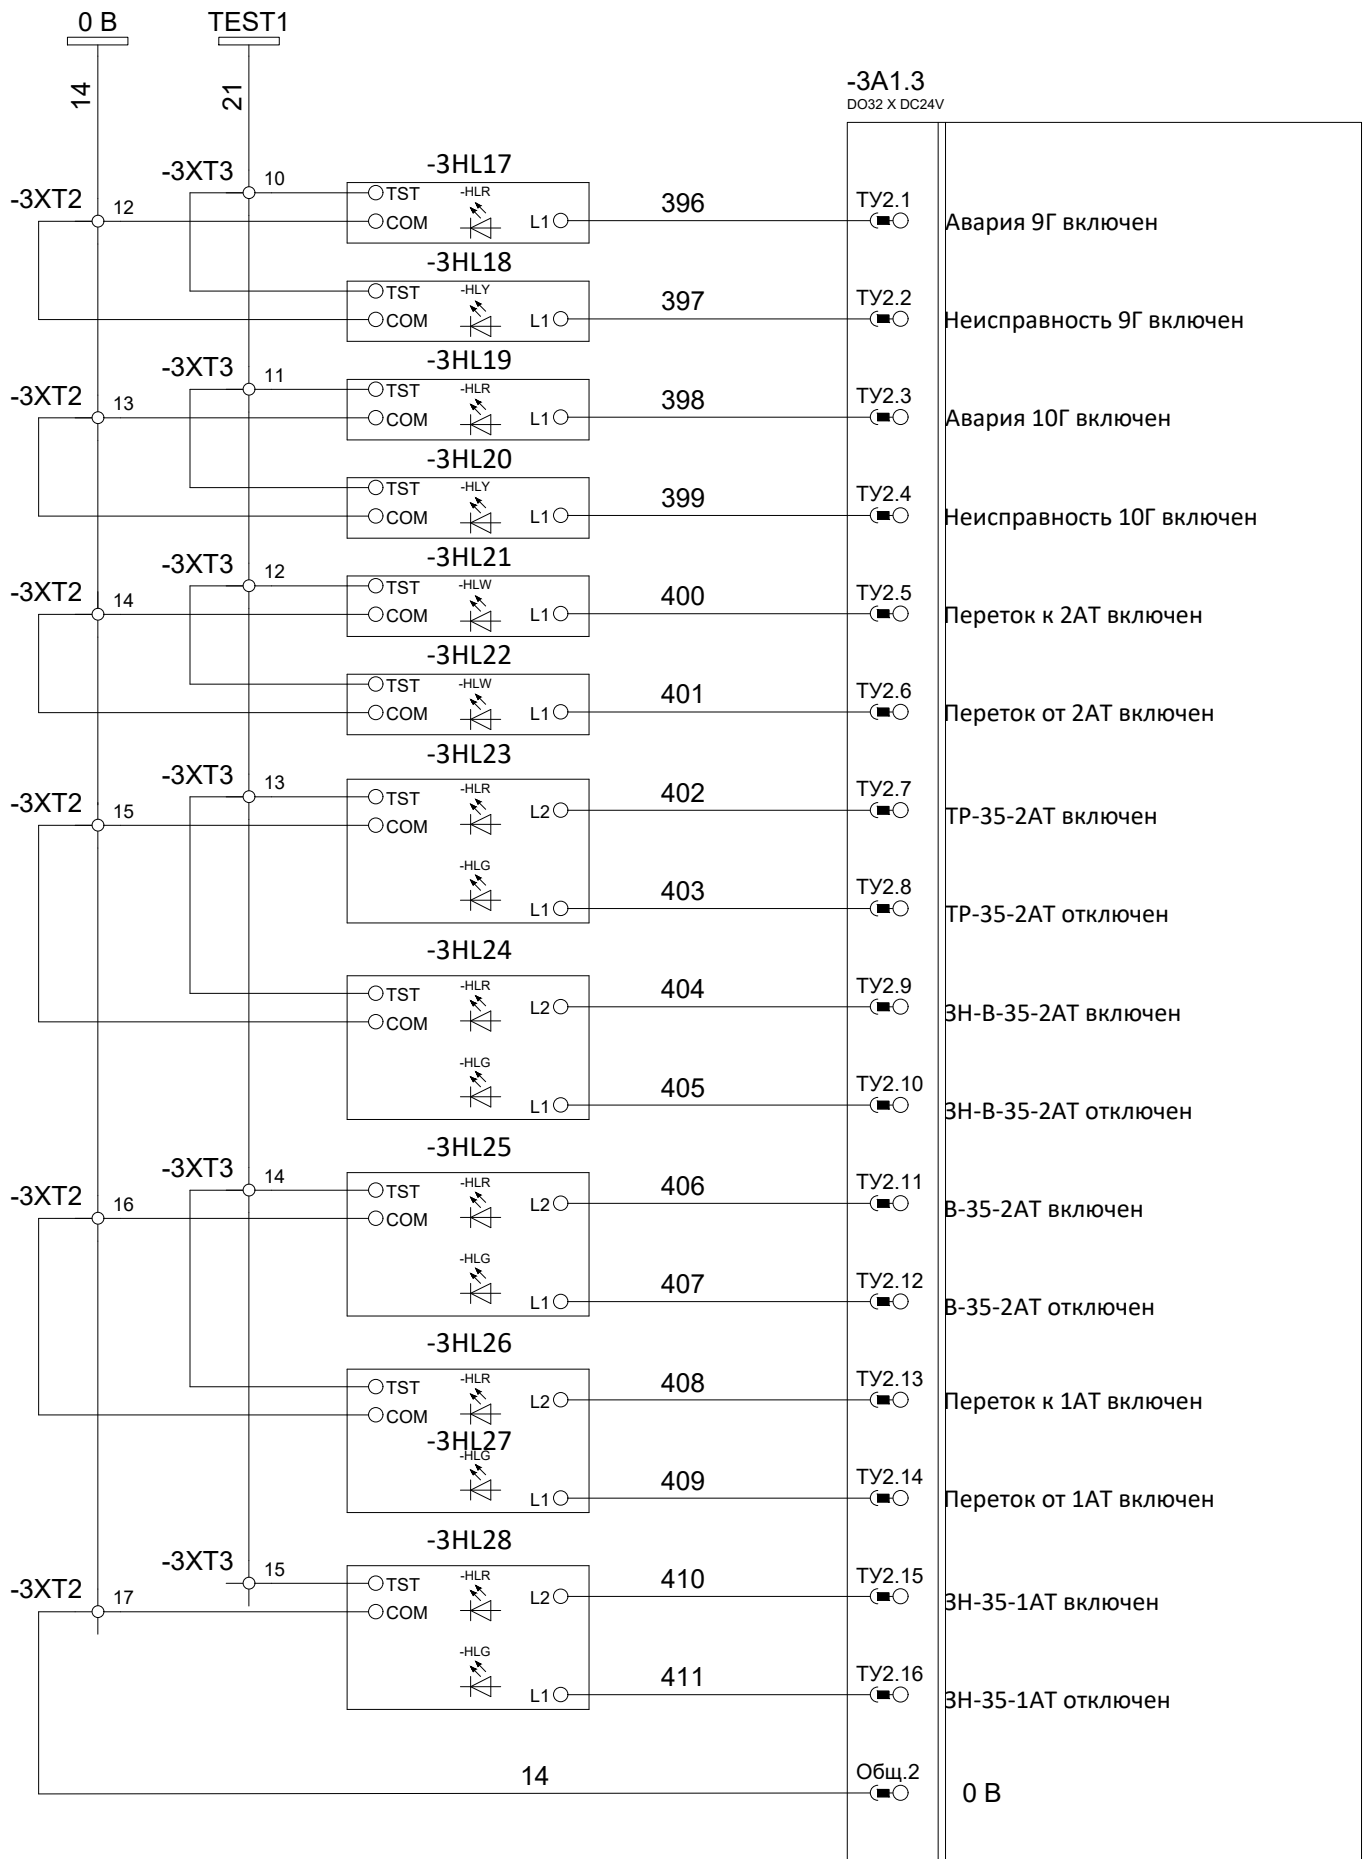 0 В TEST1
14 21
-3А1.3
DO32 X DC24V
-3XT3 10 -3HL17
-3XT2 12 TST -HLR 396 ТУ2.1
COM L1 Авария 9Г включен
-3HL18
TST -HLY 397 ТУ2.2
COM L1 Неисправность 9Г включен
-3XT3 11 -3HL19
-3XT2 13 TST -HLR 398 ТУ2.3
COM L1 Авария 10Г включен
-3HL20
TST -HLY 399 ТУ2.4
COM L1 Неисправность 10Г включен
-3XT3 12 -3HL21
-3XT2 14 TST -HLW 400 ТУ2.5
COM L1 Переток к 2АТ включен
-3HL22
TST -HLW 401 ТУ2.6
COM L1 Переток от 2АТ включен
-3XT3 13 -3HL23
-3XT2 15 TST -HLR L2 402 ТУ2.7
COM ТР-35-2АТ включен
-HLG 403 ТУ2.8
L1 ТР-35-2АТ отключен
-3HL24
TST -HLR L2 404 ТУ2.9
COM ЗН-В-35-2АТ включен
-HLG 405 ТУ2.10
L1 ЗН-В-35-2АТ отключен
-3XT3 14 -3HL25
-3XT2 16 TST -HLR L2 406 ТУ2.11
COM В-35-2АТ включен
-HLG 407 ТУ2.12
L1 В-35-2АТ отключен
-3HL26
TST -HLR L2 408 ТУ2.13
COM Переток к 1АТ включен
-3HL27
-HLG 409 ТУ2.14
L1 Переток от 1АТ включен
-3XT3 15 -3HL28
-3XT2 17 TST -HLR L2 410 ТУ2.15
COM ЗН-35-1АТ включен
-HLG 411 ТУ2.16
L1 ЗН-35-1АТ отключен
14 Общ.2
0 В